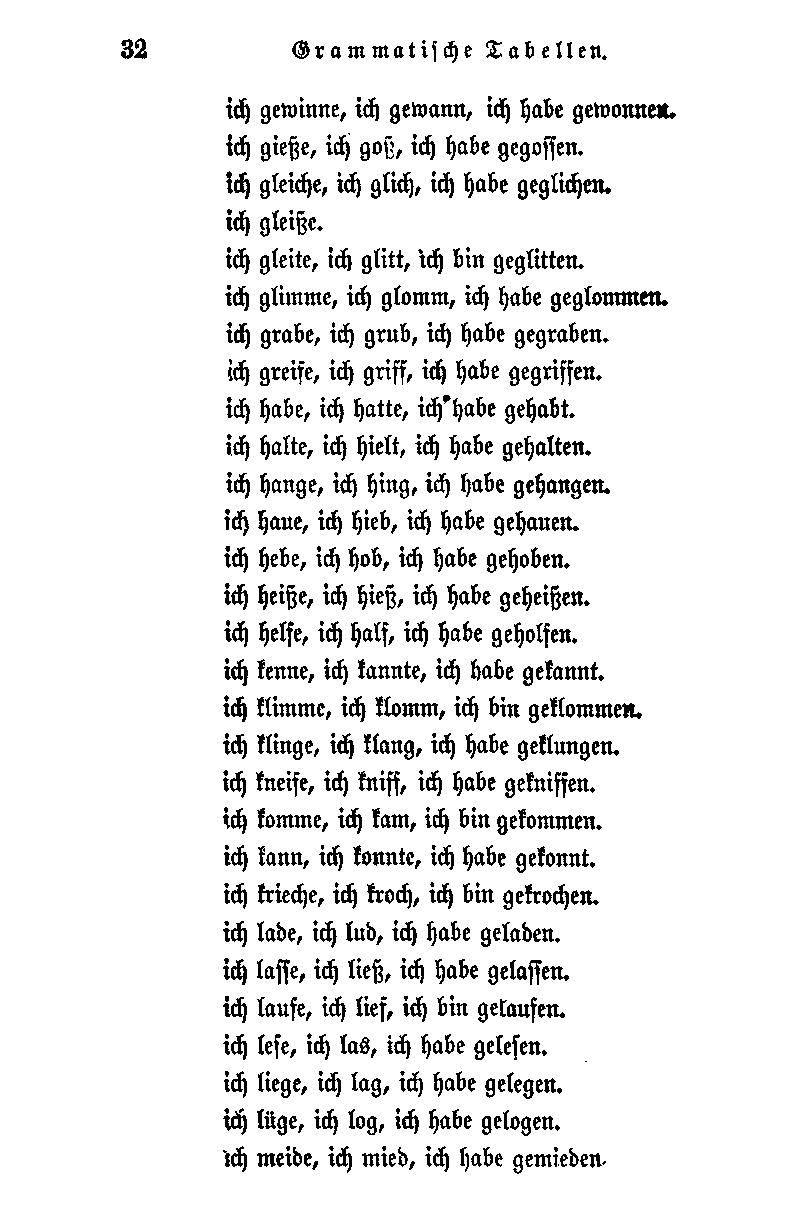 32 Grammatische Tabellen.
ich gewinne, ich gewann, ich habe gewonnen.
ich gieße, ich goß, ich habe gegossen.
ich gleiche, ich glich, ich habe geglichen.
ich gleiße.
ich gleite, ich glitt, ich bin geglitten.
ich glimme, ich glomm, ich habe geglommen.
ich grabe, ich grub, ich habe gegraben.
ich greife, ich griff, ich habe gegriffen.
ich habe, ich hatte, ich habe gehabt.
ich halte, ich hielt, ich habe gehalten.
ich hange, ich hing, ich habe gehangen.
ich haue, ich hieb, ich habe gehauen.
ich hebe, ich hob, ich habe gehoben.
ich heiße, ich hieß, ich habe geheißen.
ich helfe, ich half, ich habe geholfen.
ich kenne, ich kannte, ich habe gekannt.
ich klimme, ich klomm, ich bin geklommen.
ich klinge, ich klang, ich habe geklungen.
ich kneife, ich kniff, ich habe gekniffen.
ich komme, ich kam, ich bin gekommen.
ich kann, ich konnte, ich habe gekonnt.
ich krieche, ich kroch, ich bin gekrochen.
ich lade, ich lud, ich habe geladen.
ich lasse, ich ließ, ich habe gelassen.
ich laufe, ich lief, ich bin gelaufen.
ich lese, ich las, ich habe gelesen.
ich liege, ich lag, ich habe gelegen.
ich lüge, ich log, ich habe gelogen.
ich meide, ich mied, ich habe gemieden.